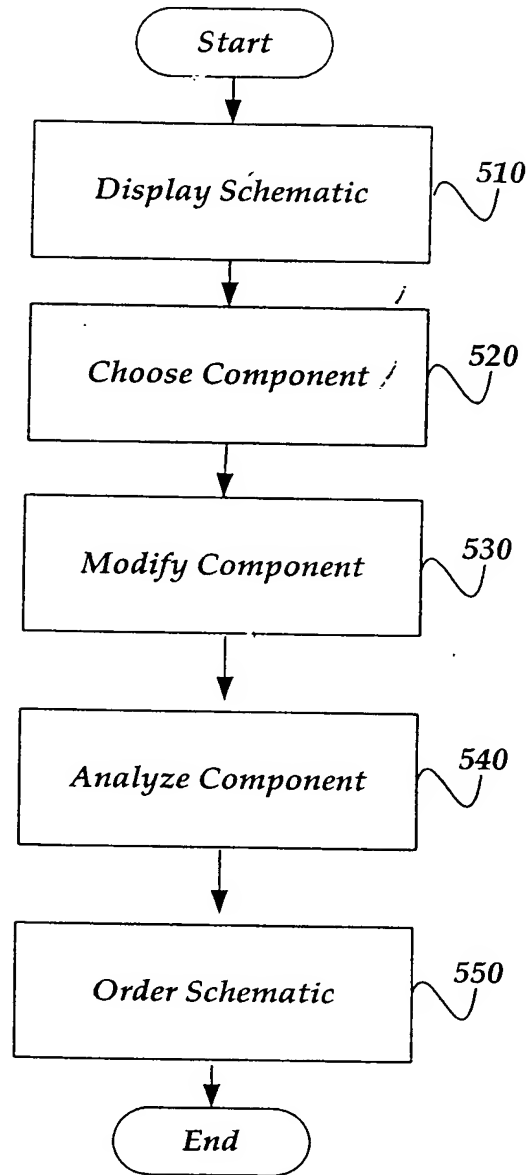 Start
Display Schematic
510
Choose Component
520
Modify Component
530
Analyze Component
540
Order Schematic
550
End